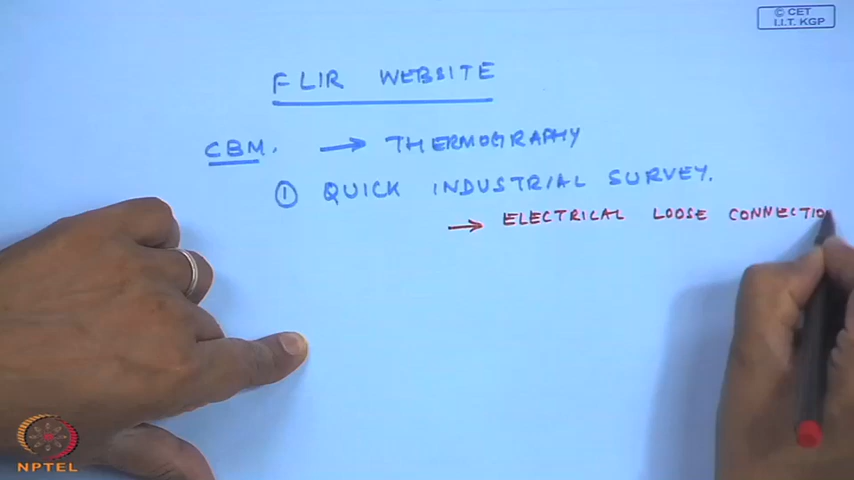 © CET
I.I.T. KGP
FLIR WEBSITE
CBM. → THERMOGRAPHY
① QUICK INDUSTRIAL SURVEY.
→ ELECTRICAL LOOSE CONNECTIO
NPTEL